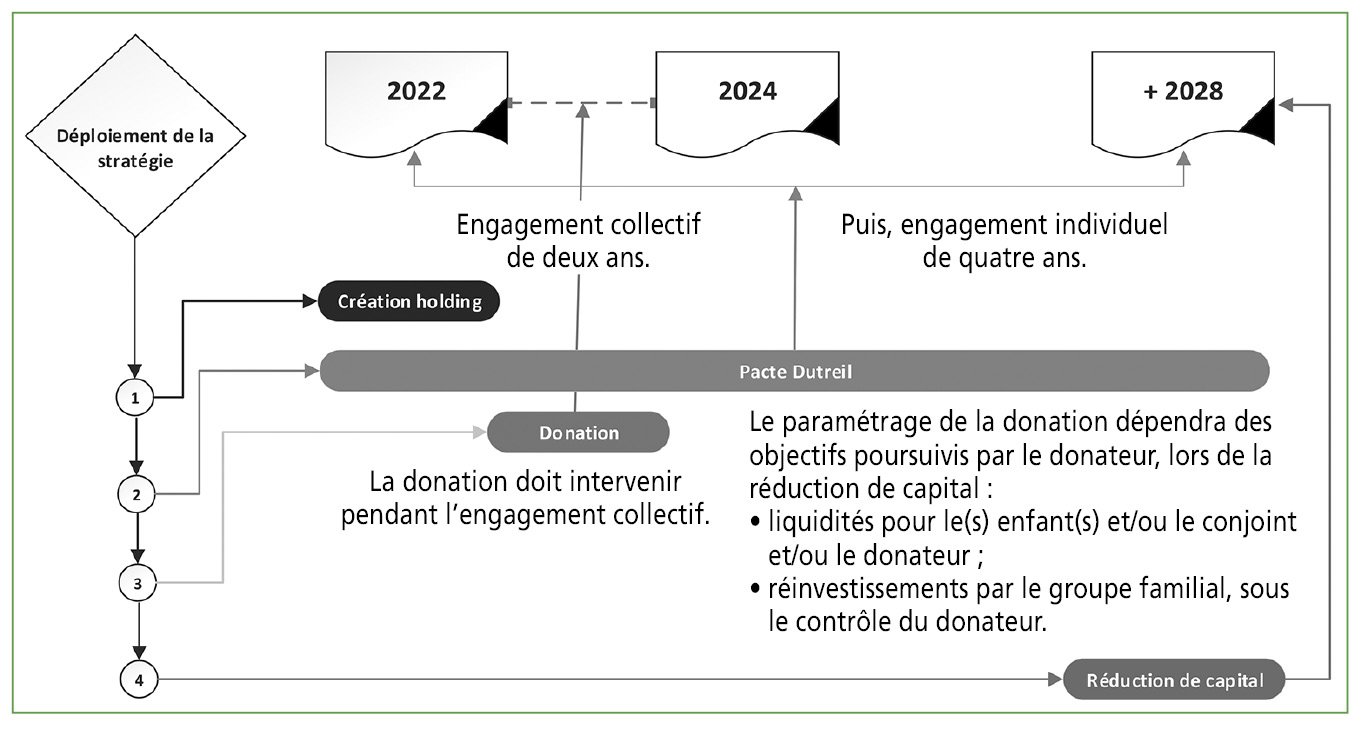 Déploiement de la
stratégie
2022
2024
+ 2028
Engagement collectif
de deux ans.
Puis, engagement individuel
de quatre ans.
Création holding
Pacte Dutreil
1
Donation
La donation doit intervenir
pendant l’engagement collectif.
Le paramétrage de la donation dépendra des
objectifs poursuivis par le donateur, lors de la
réduction de capital :
• liquidités pour le(s) enfant(s) et/ou le conjoint
et/ou le donateur ;
• réinvestissements par le groupe familial, sous
le contrôle du donateur.
2
3
4
Réduction de capital